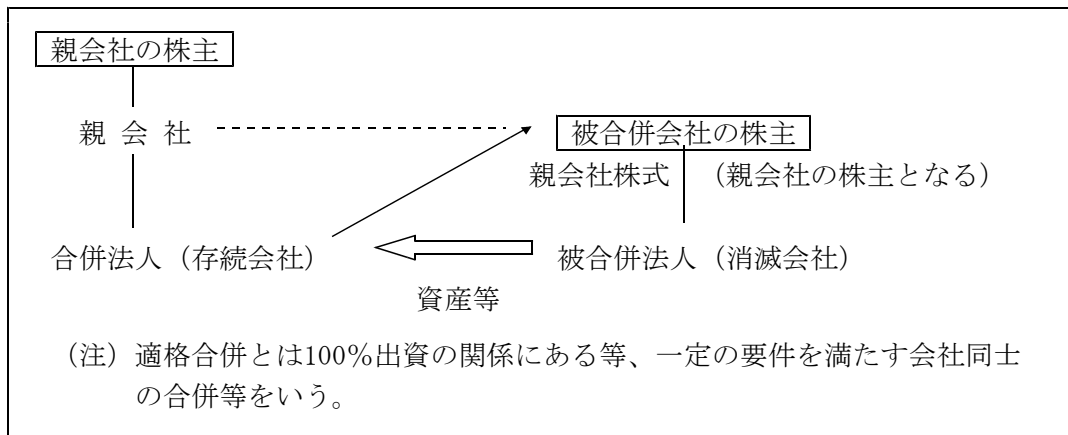 親会社の株主
親 会 社
被合併会社の株主
親会社株式 (親会社の株主となる)
合併法人(存続会社)
被合併法人(消滅会社)
資産等
(注)適格合併とは100%出資の関係にある等、一定の要件を満たす会社同士
の合併等をいう。